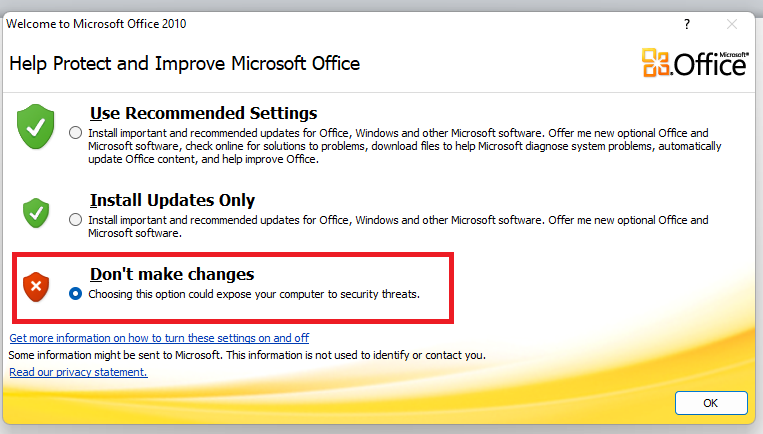 Welcome to Microsoft Office 2010
?
Help Protect and Improve Microsoft Office
Microsoft®
Office
Use Recommended Settings
Install important and recommended updates for Office, Windows and other Microsoft software. Offer me new optional Office and
Microsoft software, check online for solutions to problems, download files to help Microsoft diagnose system problems, automatically
update Office content, and help improve Office.
Install Updates Only
Install important and recommended updates for Office, Windows and other Microsoft software. Offer me new optional Office and
Microsoft software.
Don't make changes
Choosing this option could expose your computer to security threats.
Get more information on how to turn these settings on and off
Some information might be sent to Microsoft. This information is not used to identify or contact you.
Read our privacy statement.
OK